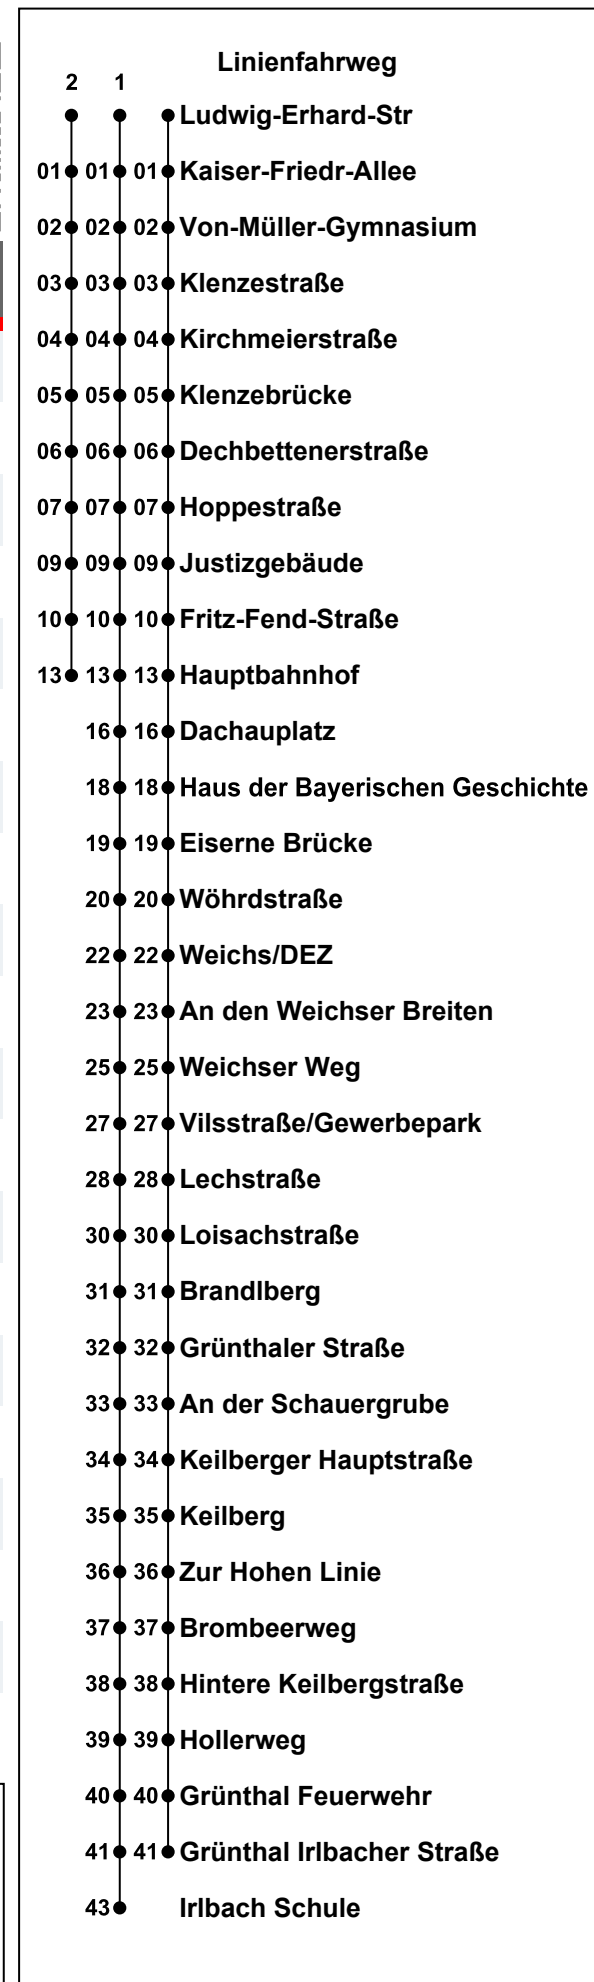 Linienfahrweg
2 1
Ludwig-Erhard-Str
01 01 01 Kaiser-Friedr-Allee
02 02 02 Von-Müller-Gymnasium
03 03 03 Klenzestraße
04 04 04 Kirchmeierstraße
05 05 05 Klenzebrücke
06 06 06 Dechbettenerstraße
07 07 07 Hoppestraße
09 09 09 Justizgebäude
10 10 10 Fritz-Fend-Straße
13 13 13 Hauptbahnhof
16 16 Dachauplatz
18 18 Haus der Bayerischen Geschichte
19 19 Eiserne Brücke
20 20 Wöhrdstraße
22 22 Weichs/DEZ
23 23 An den Weichser Breiten
25 25 Weichser Weg
27 27 Vilsstraße/Gewerbepark
28 28 Lechstraße
30 30 Loisachstraße
31 31 Brandlberg
32 32 Grünthaler Straße
33 33 An der Schauergrube
34 34 Keilberger Hauptstraße
35 35 Keilberg
36 36 Zur Hohen Linie
37 37 Brombeerweg
38 38 Hintere Keilbergstraße
39 39 Hollerweg
40 40 Grünthal Feuerwehr
41 41 Grünthal Irlbacher Straße
43 Irlbach Schule